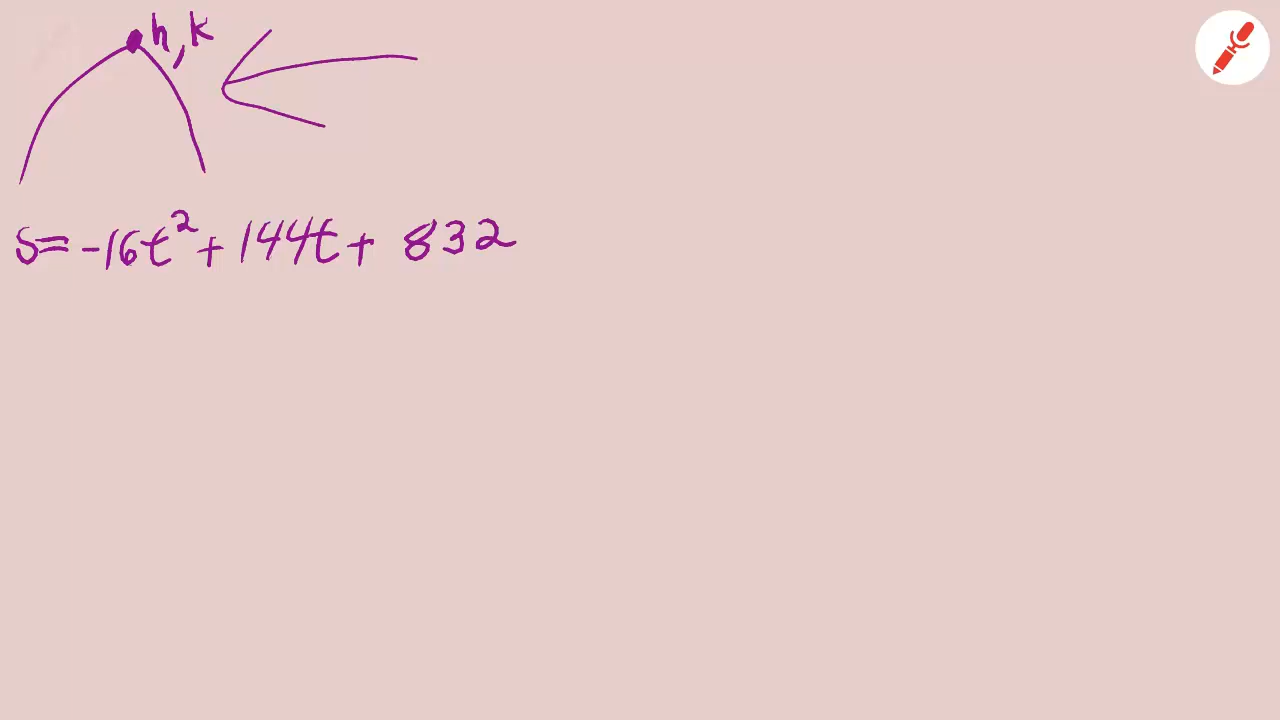 h, k
s = -16t² + 144t + 832